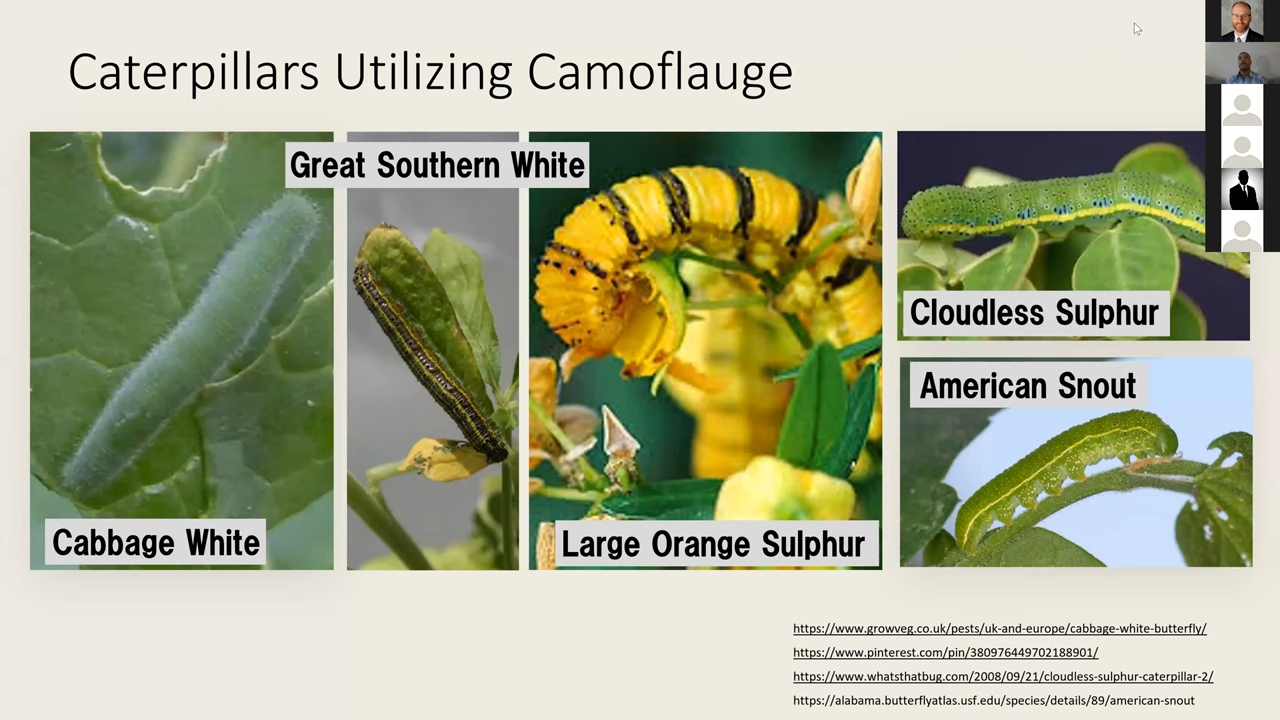 Caterpillars Utilizing Camoflauge
Great Southern White
Cabbage White
Large Orange Sulphur
Cloudless Sulphur
American Snout
https://www.growveg.co.uk/pests/uk-and-europe/cabbage-white-butterfly/
https://www.pinterest.com/pin/380976449702188901/
https://www.whatsthatbug.com/2008/09/21/cloudless-sulphur-caterpillar-2/
https://alabama.butterflyatlas.usf.edu/species/details/89/american-snout